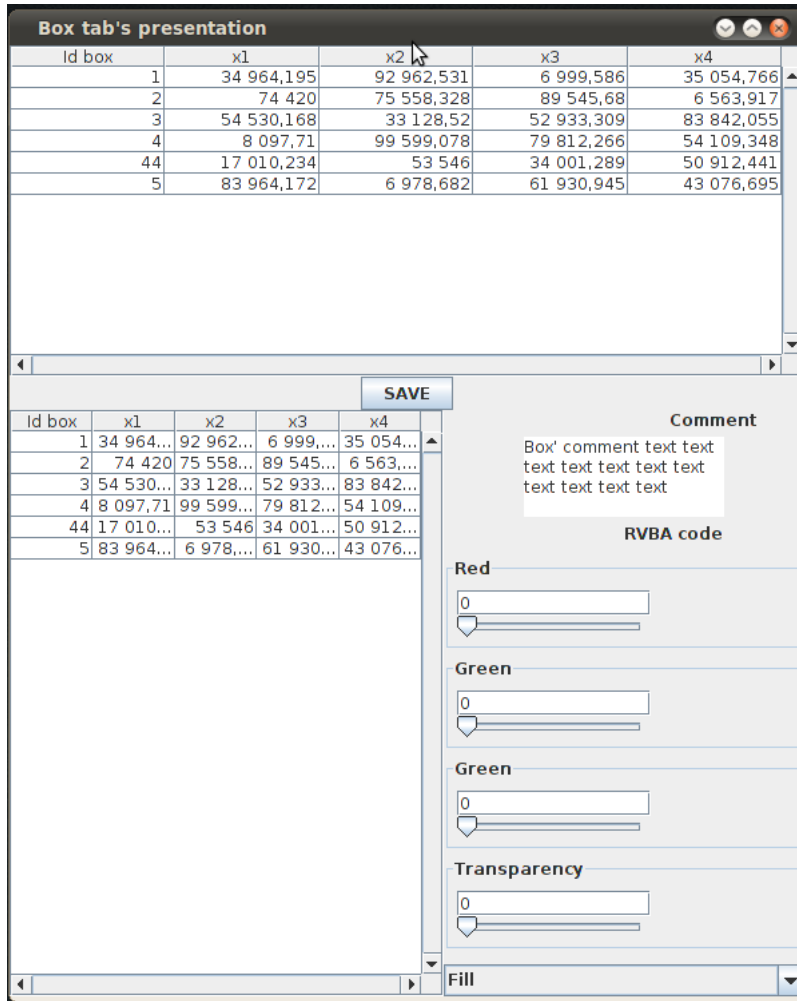 Box tab's presentation
Id box x1 x2 x3 x4
1 34 964,195 92 962,531 6 999,586 35 054,766
2 74 420 75 558,328 89 545,68 6 563,917
3 54 530,168 33 128,52 52 933,309 83 842,055
4 8 097,71 99 599,078 79 812,266 54 109,348
44 17 010,234 53 546 34 001,289 50 912,441
5 83 964,172 6 978,682 61 930,945 43 076,695
SAVE
Id box x1 x2 x3 x4
1 34 964... 92 962... 6 999,... 35 054...
2 74 420 75 558... 89 545... 6 563,...
3 54 530... 33 128... 52 933... 83 842...
4 8 097,71 99 599... 79 812... 54 109...
44 17 010... 53 546 34 001... 50 912...
5 83 964... 6 978,... 61 930... 43 076...
Comment
Box' comment text text
text text text text text
text text text text
RVBA code
Red
0
Green
0
Green
0
Transparency
0
Fill